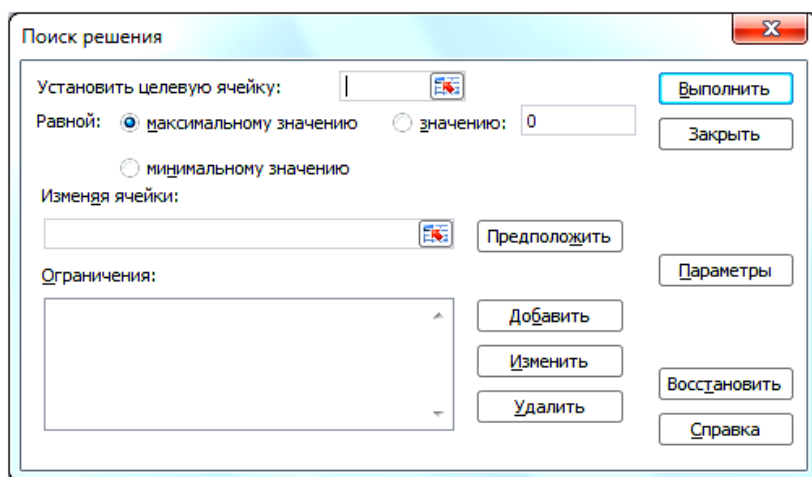 Поиск решения
Установить целевую ячейку:
Выполнить
Равной: максимальному значению значению: 0
Закрыть
минимальному значению
Изменяя ячейки:
Предположить
Ограничения:
Параметры
Добавить
Изменить
Восстановить
Удалить
Справка